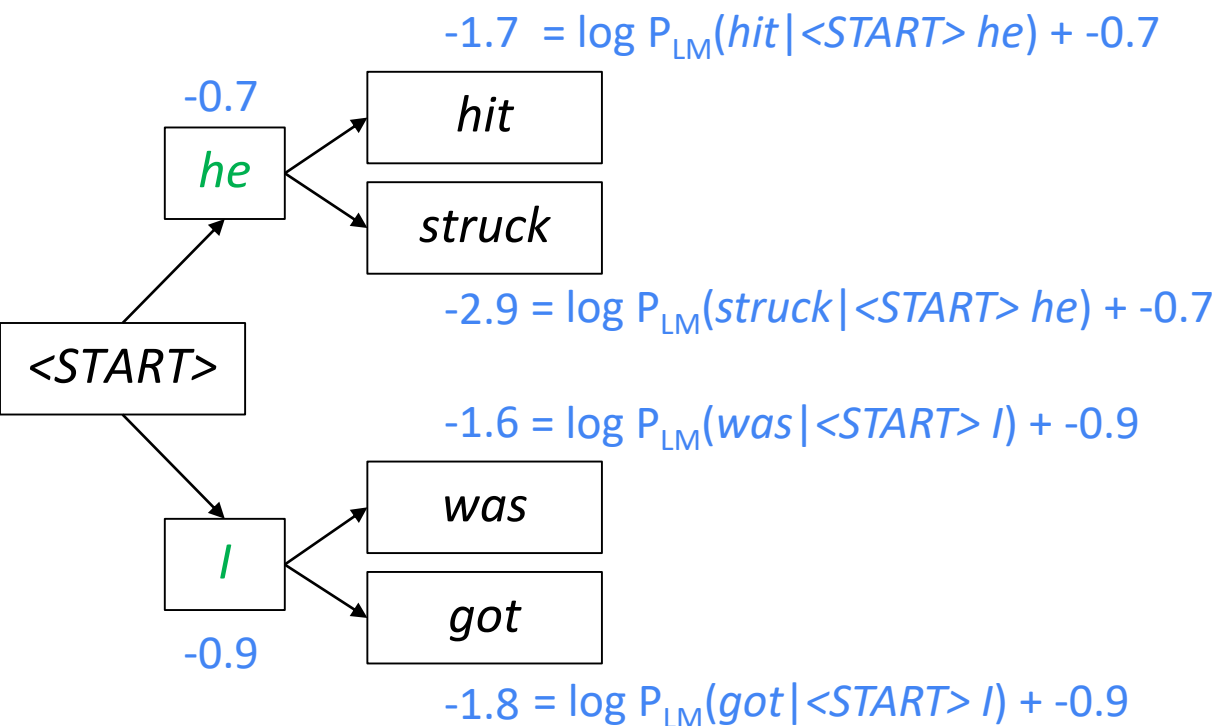 -1.7 = log P_LM(hit|<START> he) + -0.7
-0.7
hit
he
struck
-2.9 = log P_LM(struck|<START> he) + -0.7
<START>
-1.6 = log P_LM(was|<START> I) + -0.9
was
I
got
-0.9
-1.8 = log P_LM(got|<START> I) + -0.9